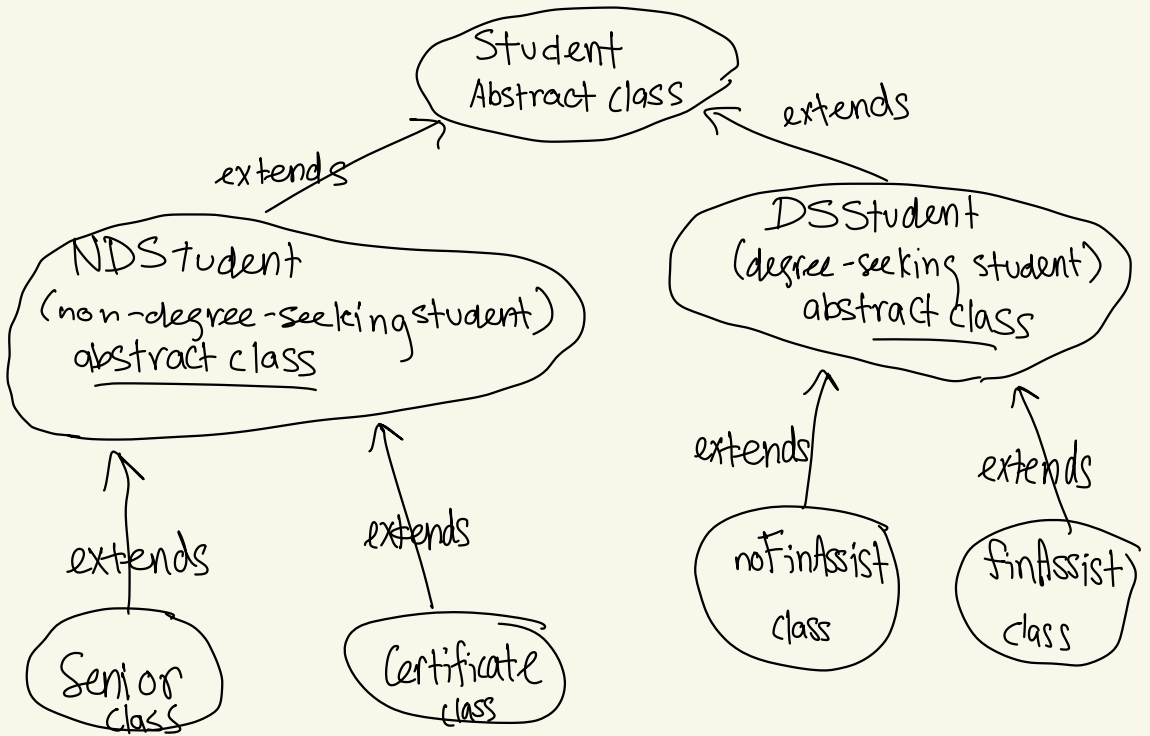 Student
Abstract class
extends
extends
NDStudent
(non-degree-seeking student)
abstract class
DSStudent
(degree-seeking student)
abstract class
extends
extends
extends
extends
Senior
class
Certificate
class
noFinAssist
class
finAssist
class